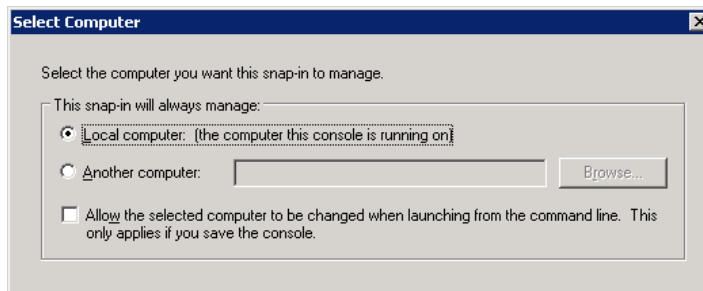 Select Computer
Select the computer you want this snap-in to manage.
This snap-in will always manage:
Local computer: (the computer this console is running on)
Another computer:
Browse...
Allow the selected computer to be changed when launching from the command line. This
only applies if you save the console.